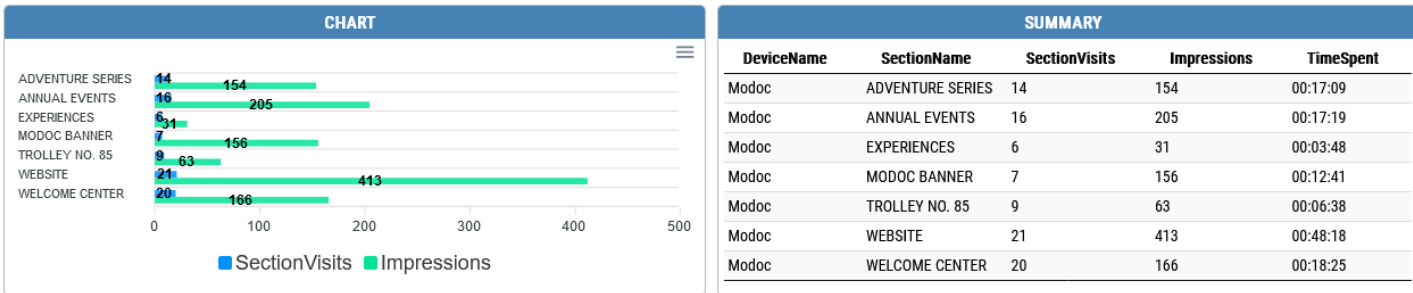 CHART
ADVENTURE SERIES 14 154
ANNUAL EVENTS 16 205
EXPERIENCES 6 31
MODOC BANNER 7 156
TROLLEY NO. 85 9 63
WEBSITE 21 413
WELCOME CENTER 20 166
0 100 200 300 400 500
SectionVisits Impressions
SUMMARY
DeviceName SectionName SectionVisits Impressions TimeSpent
Modoc ADVENTURE SERIES 14 154 00:17:09
Modoc ANNUAL EVENTS 16 205 00:17:19
Modoc EXPERIENCES 6 31 00:03:48
Modoc MODOC BANNER 7 156 00:12:41
Modoc TROLLEY NO. 85 9 63 00:06:38
Modoc WEBSITE 21 413 00:48:18
Modoc WELCOME CENTER 20 166 00:18:25